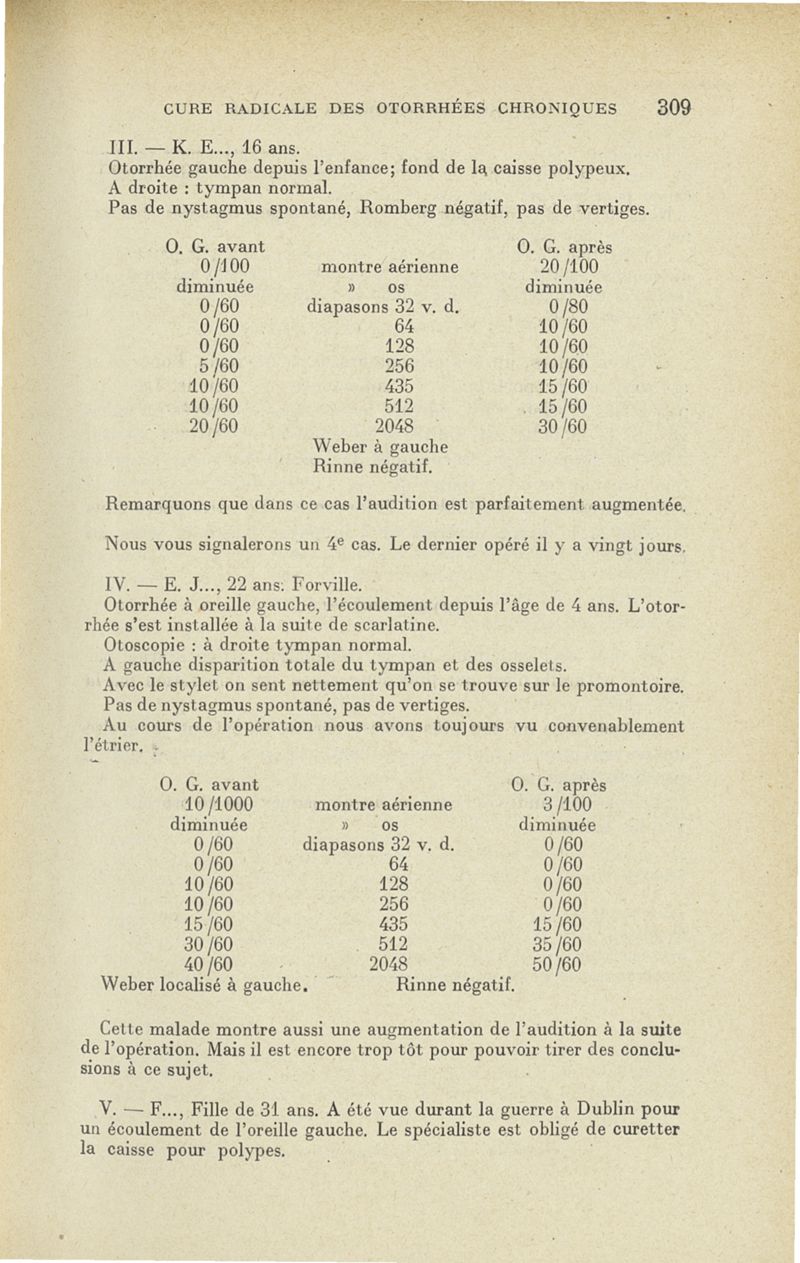 CURE RADICALE DES OTORRHÉES CHRONIQUES 309
III. — K. E..., 16 ans.
Otorrhée gauche depuis l'enfance; fond de la caisse polypeux.
A droite : tympan normal.
Pas de nystagmus spontané, Romberg négatif, pas de vertiges.
O. G. avant O. G. après
0/100 montre aérienne 20/100
diminuée » os diminuée
0/60 diapasons 32 v. d. 0/80
0/60 64 10/60
0/60 128 10/60
5/60 256 10/60
10/60 435 15/60
10/60 512 15/60
20/60 2048 30/60
Weber à gauche
Rinne négatif.
Remarquons que dans ce cas l'audition est parfaitement augmentée.
Nous vous signalerons un 4e cas. Le dernier opéré il y a vingt jours.
IV. — E. J..., 22 ans. Forville.
Otorrhée à oreille gauche, l'écoulement depuis l'âge de 4 ans. L'otor-
rhée s'est installée à la suite de scarlatine.
Otoscopie : à droite tympan normal.
A gauche disparition totale du tympan et des osselets.
Avec le stylet on sent nettement qu'on se trouve sur le promontoire.
Pas de nystagmus spontané, pas de vertiges.
Au cours de l'opération nous avons toujours vu convenablement
l'étrier.
O. G. avant O. G. après
10/1000 montre aérienne 3/100
diminuée » os diminuée
0/60 diapasons 32 v. d. 0/60
0/60 64 0/60
10/60 128 0/60
10/60 256 0/60
15/60 435 15/60
30/60 512 35/60
40/60 2048 50/60
Weber localisé à gauche. Rinne négatif.
Cette malade montre aussi une augmentation de l'audition à la suite
de l'opération. Mais il est encore trop tôt pour pouvoir tirer des conclu-
sions à ce sujet.
V. — F..., Fille de 31 ans. A été vue durant la guerre à Dublin pour
un écoulement de l'oreille gauche. Le spécialiste est obligé de curetter
la caisse pour polypes.